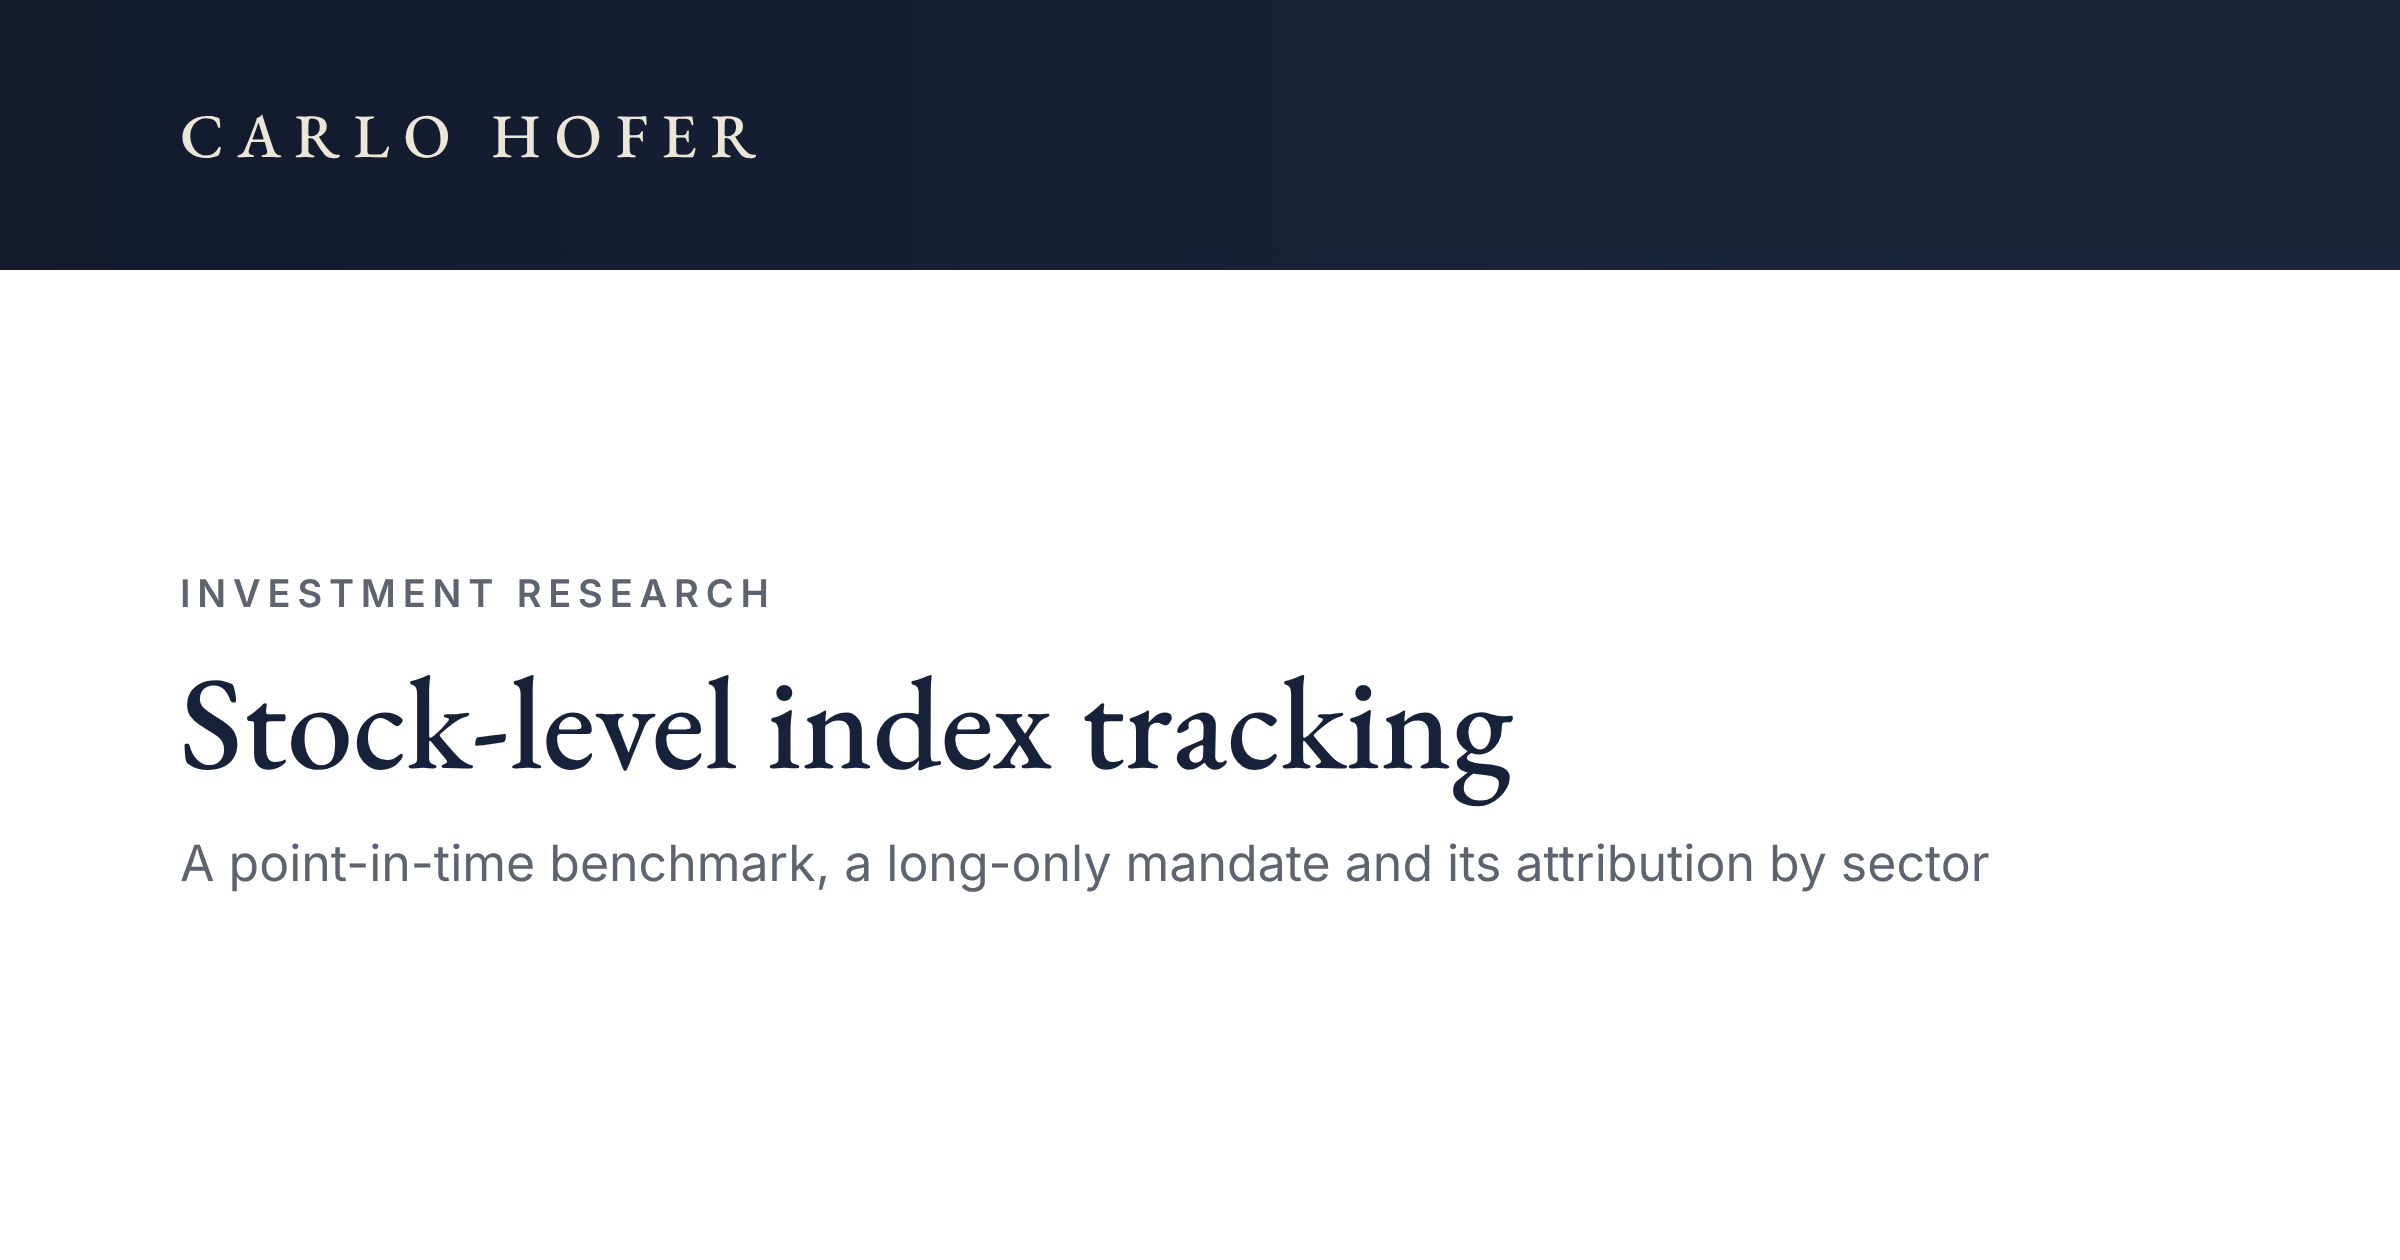 CARLO HOFER
INVESTMENT RESEARCH
Stock-level index tracking
A point-in-time benchmark, a long-only mandate and its attribution by sector